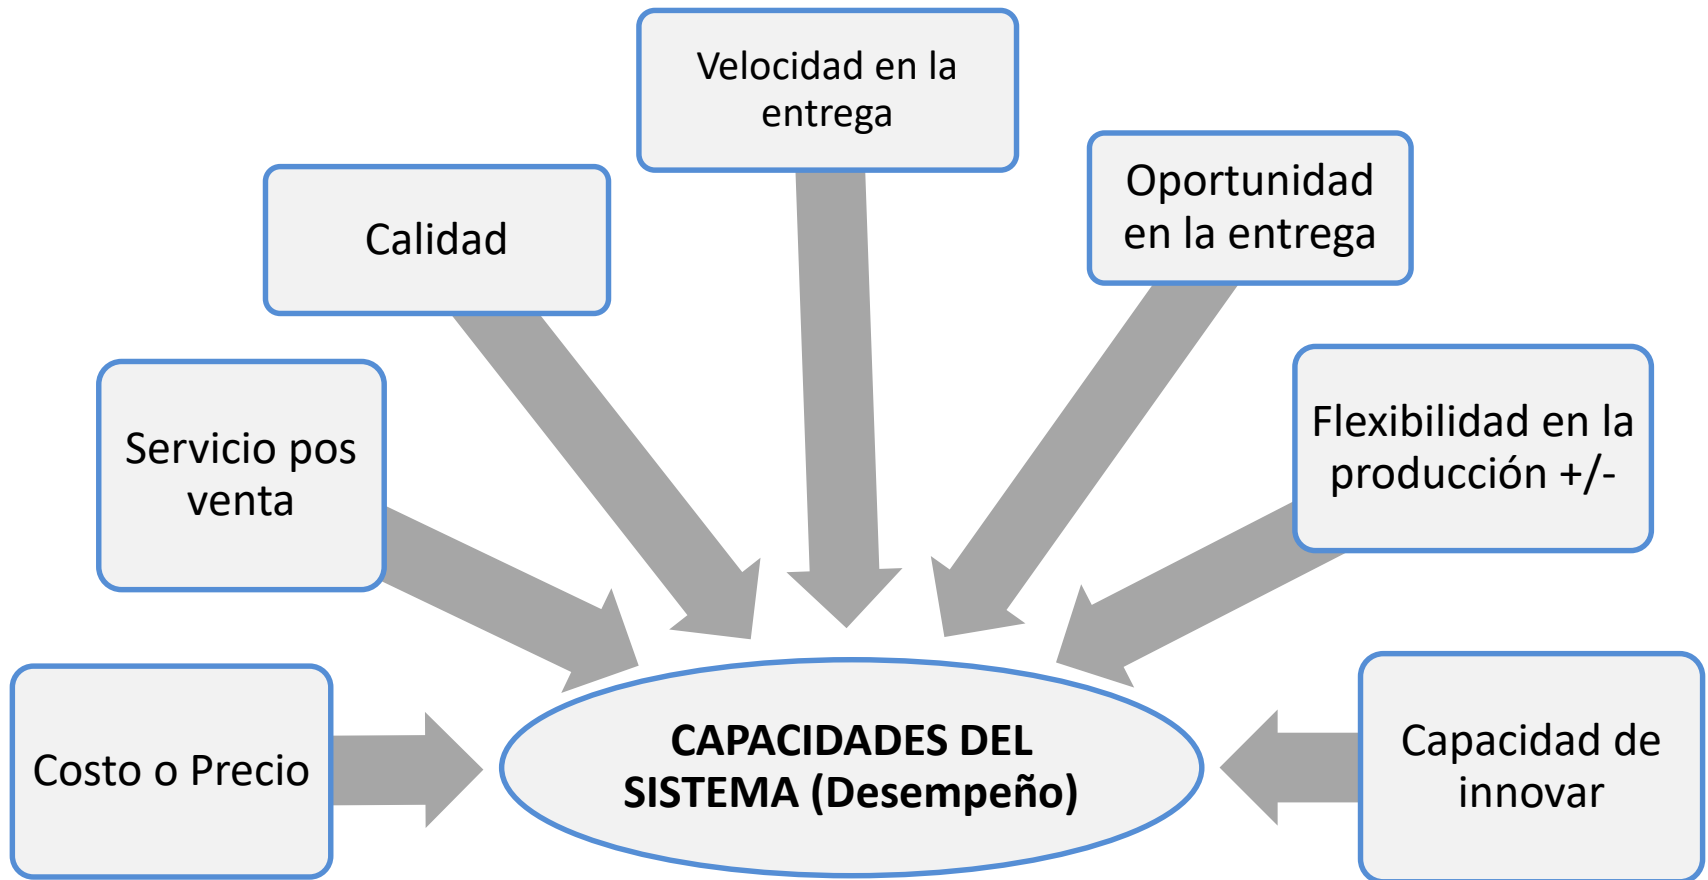 Velocidad en la
entrega
Oportunidad
en la entrega
Calidad
Flexibilidad en la
producción +/-
Servicio pos
venta
Costo o Precio
CAPACIDADES DEL
SISTEMA (Desempeño)
Capacidad de
innovar